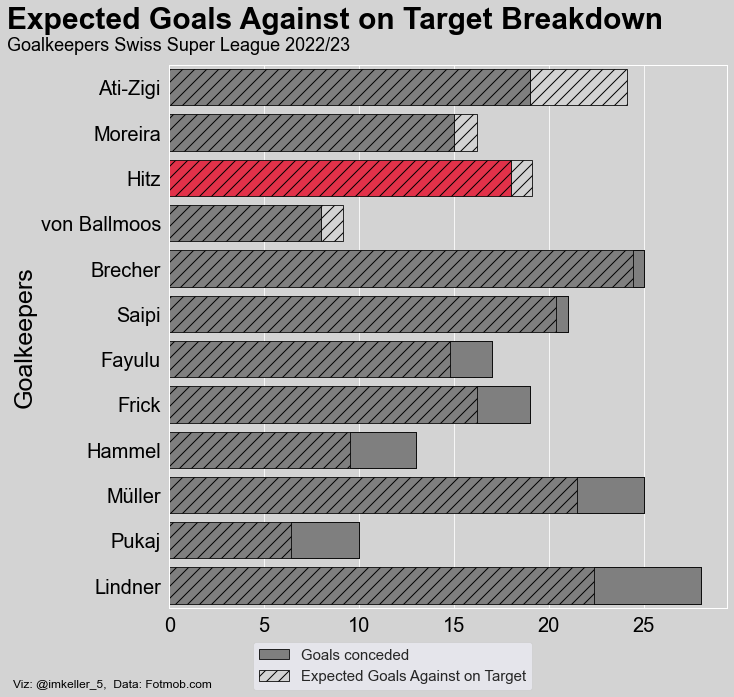 Expected Goals Against on Target Breakdown
Goalkeepers Swiss Super League 2022/23
Goalkeepers
Ati-Zigi
Moreira
Hitz
von Ballmoos
Brecher
Saipi
Fayulu
Frick
Hammel
Müller
Pukaj
Lindner
0 5 10 15 20 25
Goals conceded
Expected Goals Against on Target
Viz: @imkeller_5, Data: Fotmob.com